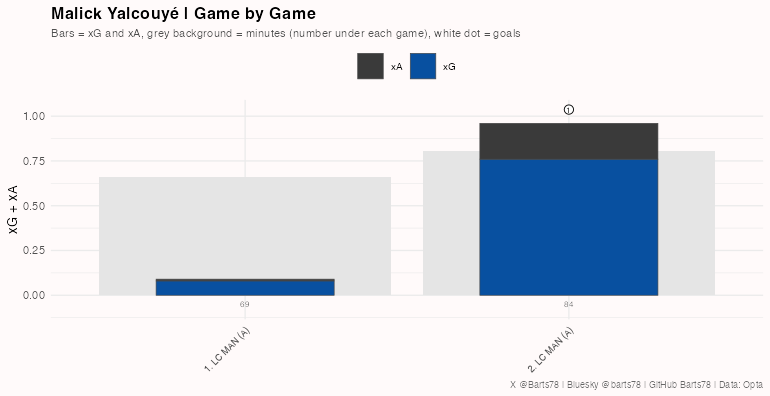 Malick Yalcouyé | Game by Game
Bars = xG and xA, grey background = minutes (number under each game), white dot = goals
xA xG
xG + xA
1.00
0.75
0.50
0.25
0.00
1
69
84
1. LC MAN (A)
2. LC MAN (A)
X @Barts78 | Bluesky @barts78 | GitHub Barts78 | Data: Opta